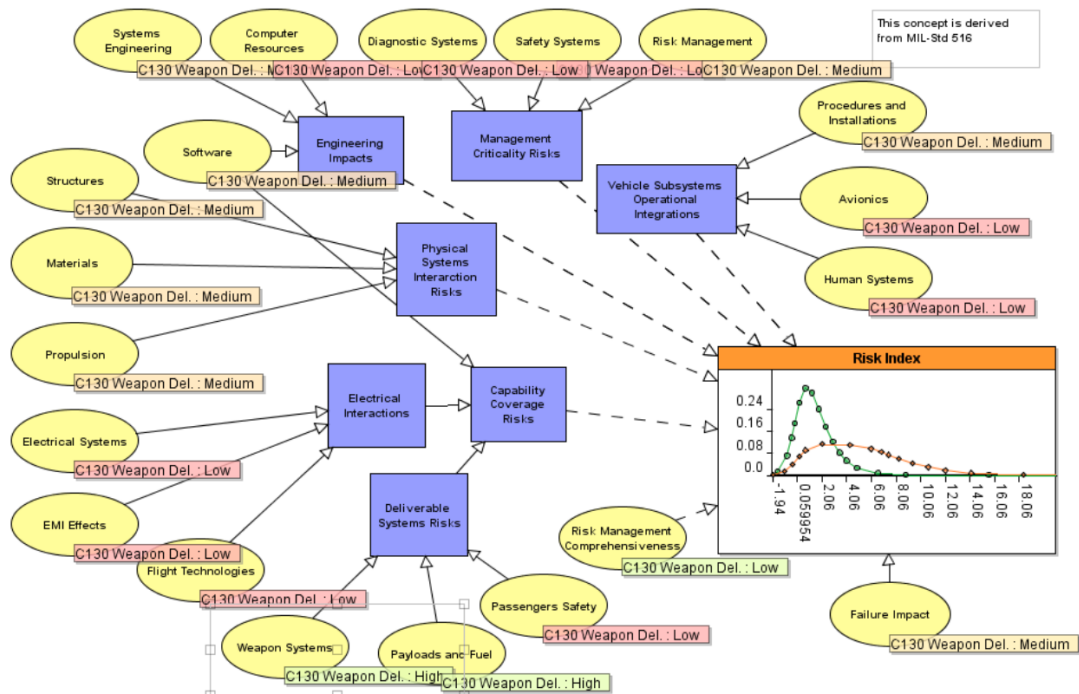 Systems
Engineering
Computer
Resources
Diagnostic Systems
Safety Systems
Risk Management
This concept is derived
from MIL-Std 516
C130 Weapon Del. :
C130 Weapon Del. :
C130 Weapon Del. : Low
Weapon Del. :
C130 Weapon Del. : Medium
Procedures and
Installations
C130 Weapon Del. : Medium
Engineering
Impacts
Management
Criticality Risks
Software
C130 Weapon Del. : Medium
Structures
C130 Weapon Del. : Medium
Vehicle Subsystems
Operational
Integrations
Avionics
C130 Weapon Del. : Low
Physical
Systems
Interarction
Risks
Materials
C130 Weapon Del. : Medium
Human Systems
C130 Weapon Del. : Low
Propulsion
C130 Weapon Del. : Medium
Risk Index
0.24
0.16
0.08
0.0
-1.94
0.059954
2.06
4.06
6.06
8.06
10.06
12.06
14.06
16.06
18.06
Electrical
Interactions
Capability
Coverage
Risks
Electrical Systems
C130 Weapon Del. : Low
Deliverable
Systems Risks
EMI Effects
C130 Weapon Del. : Low
Risk Management
Comprehensiveness
C130 Weapon Del. : Low
Flight Technologies
C130 Weapon Del. : Low
Passengers Safety
C130 Weapon Del. : Low
Failure Impact
C130 Weapon Del. : Medium
Weapon Systems
C130 Weapon Del. : High
Payloads and Fuel
C130 Weapon Del. : High